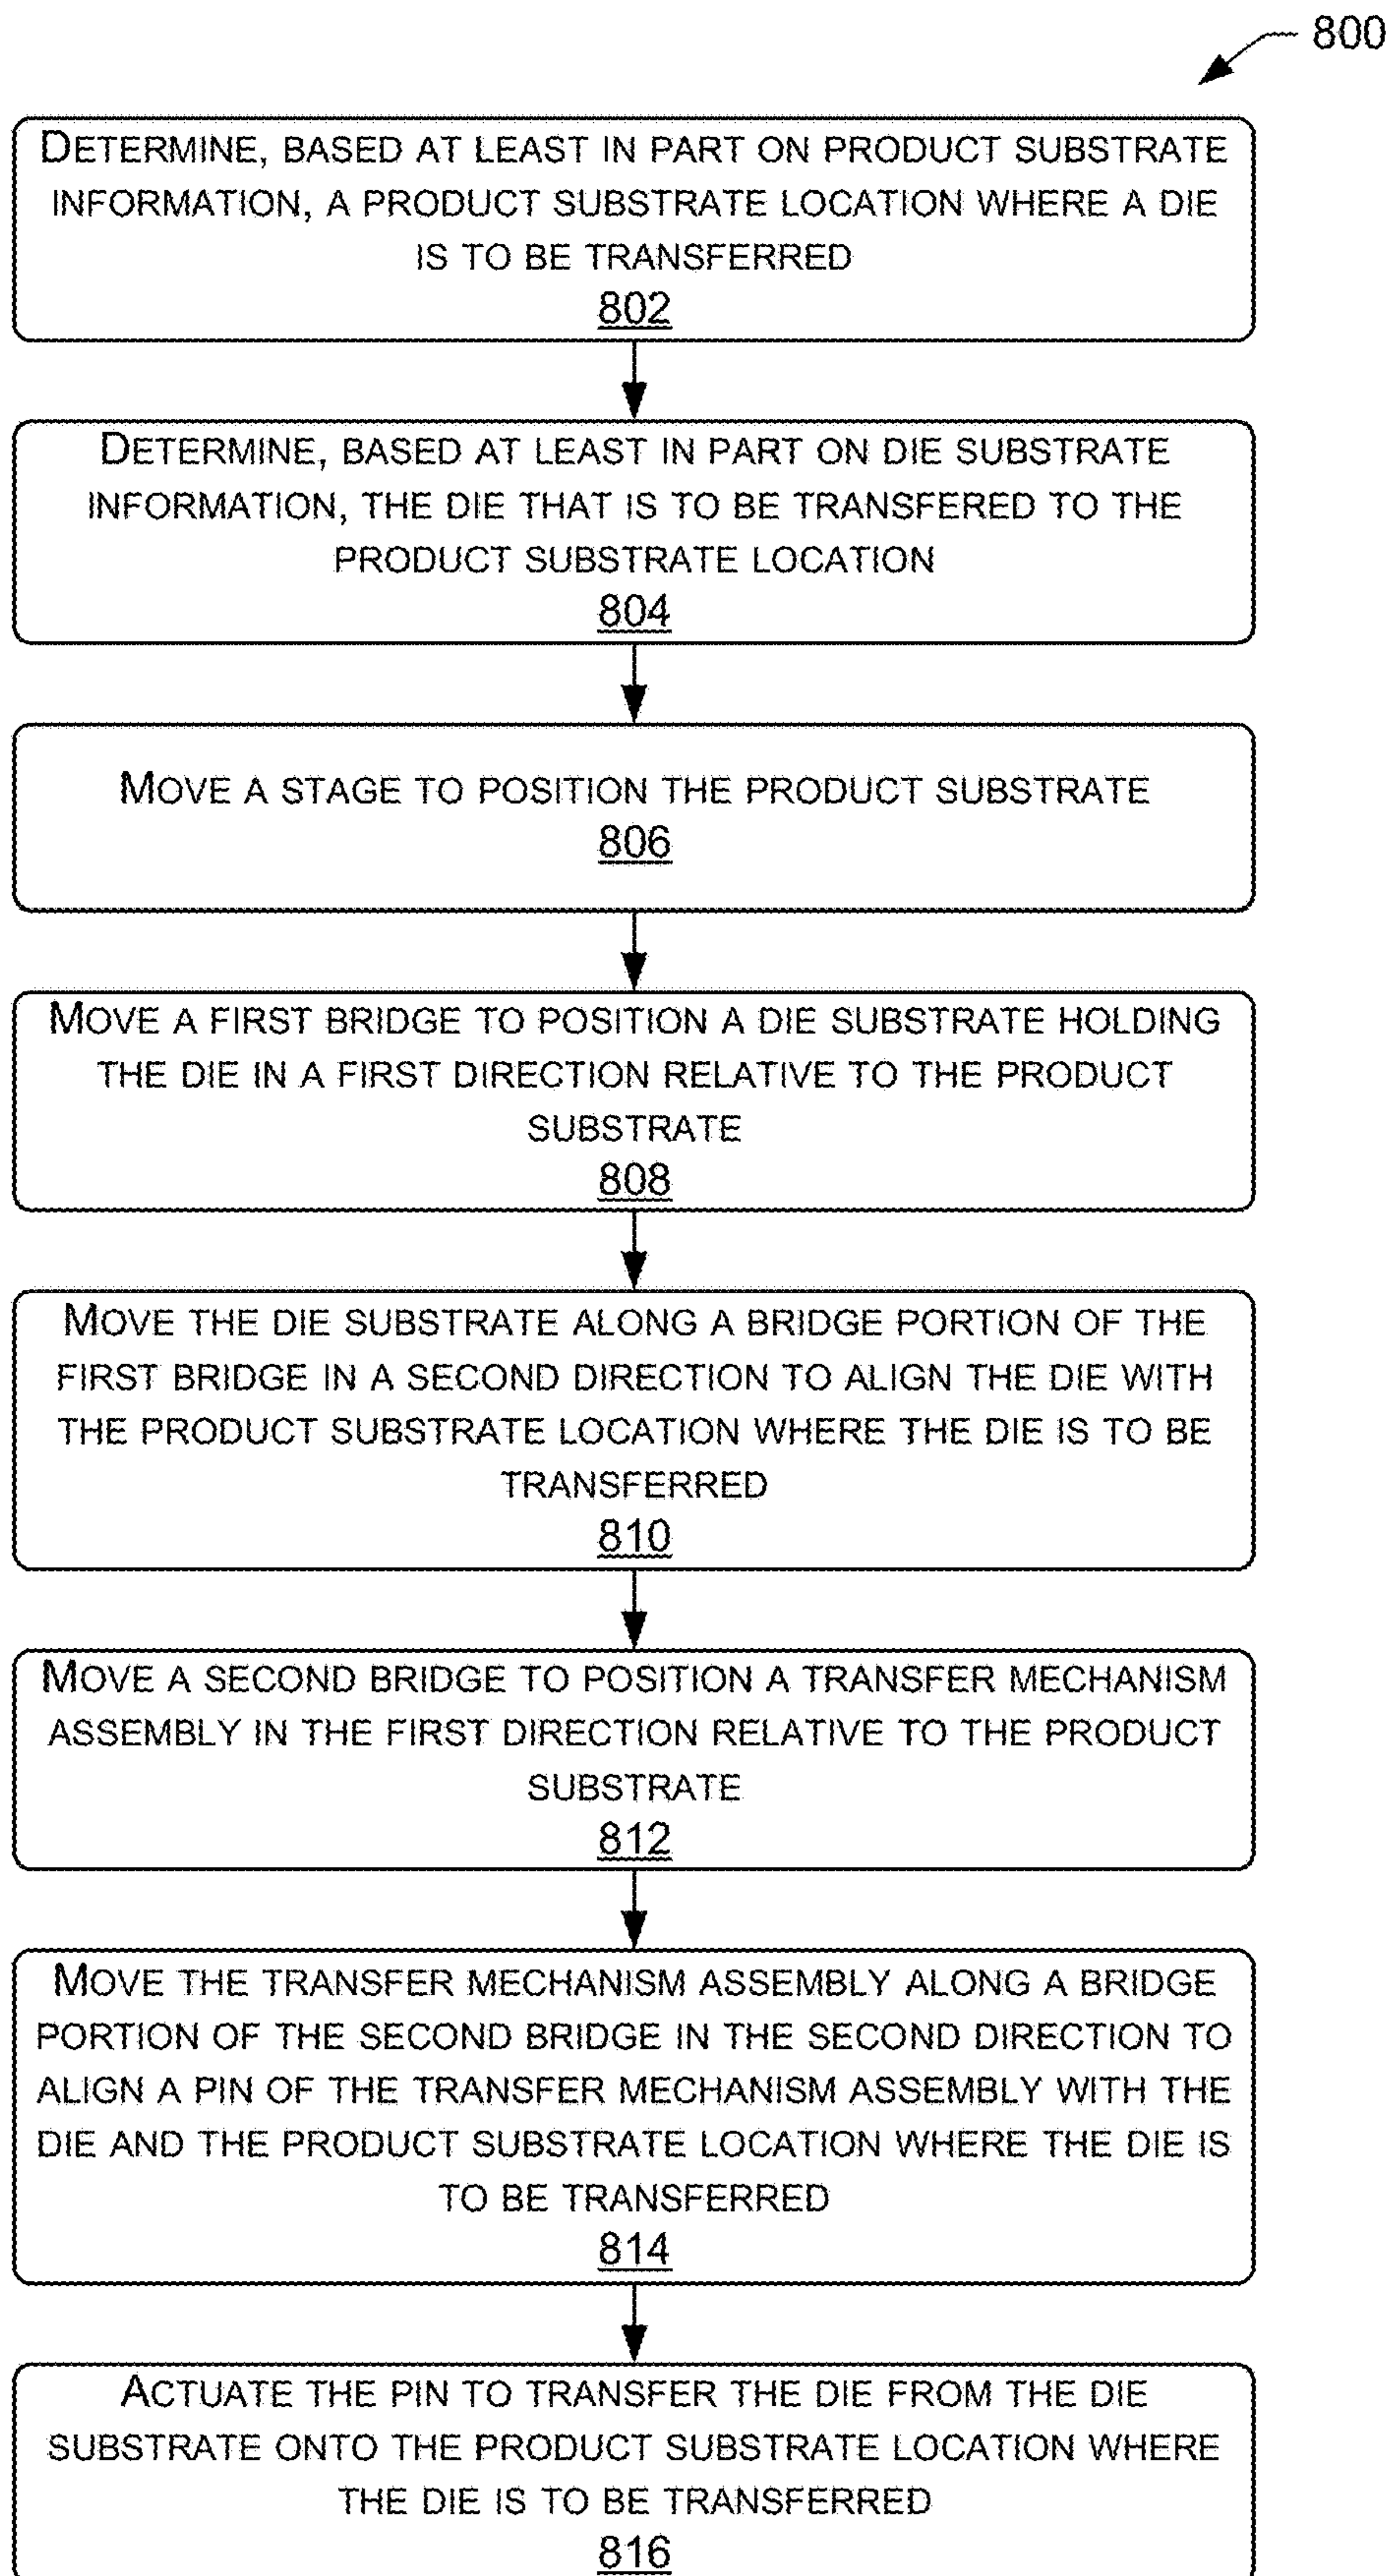 800
DETERMINE, BASED AT LEAST IN PART ON PRODUCT SUBSTRATE
INFORMATION, A PRODUCT SUBSTRATE LOCATION WHERE A DIE
IS TO BE TRANSFERRED
802
DETERMINE, BASED AT LEAST IN PART ON DIE SUBSTRATE
INFORMATION, THE DIE THAT IS TO BE TRANSFERED TO THE
PRODUCT SUBSTRATE LOCATION
804
MOVE A STAGE TO POSITION THE PRODUCT SUBSTRATE
806
MOVE A FIRST BRIDGE TO POSITION A DIE SUBSTRATE HOLDING
THE DIE IN A FIRST DIRECTION RELATIVE TO THE PRODUCT
SUBSTRATE
808
MOVE THE DIE SUBSTRATE ALONG A BRIDGE PORTION OF THE
FIRST BRIDGE IN A SECOND DIRECTION TO ALIGN THE DIE WITH
THE PRODUCT SUBSTRATE LOCATION WHERE THE DIE IS TO BE
TRANSFERRED
810
MOVE A SECOND BRIDGE TO POSITION A TRANSFER MECHANISM
ASSEMBLY IN THE FIRST DIRECTION RELATIVE TO THE PRODUCT
SUBSTRATE
812
MOVE THE TRANSFER MECHANISM ASSEMBLY ALONG A BRIDGE
PORTION OF THE SECOND BRIDGE IN THE SECOND DIRECTION TO
ALIGN A PIN OF THE TRANSFER MECHANISM ASSEMBLY WITH THE
DIE AND THE PRODUCT SUBSTRATE LOCATION WHERE THE DIE IS
TO BE TRANSFERRED
814
ACTUATE THE PIN TO TRANSFER THE DIE FROM THE DIE
SUBSTRATE ONTO THE PRODUCT SUBSTRATE LOCATION WHERE
THE DIE IS TO BE TRANSFERRED
816